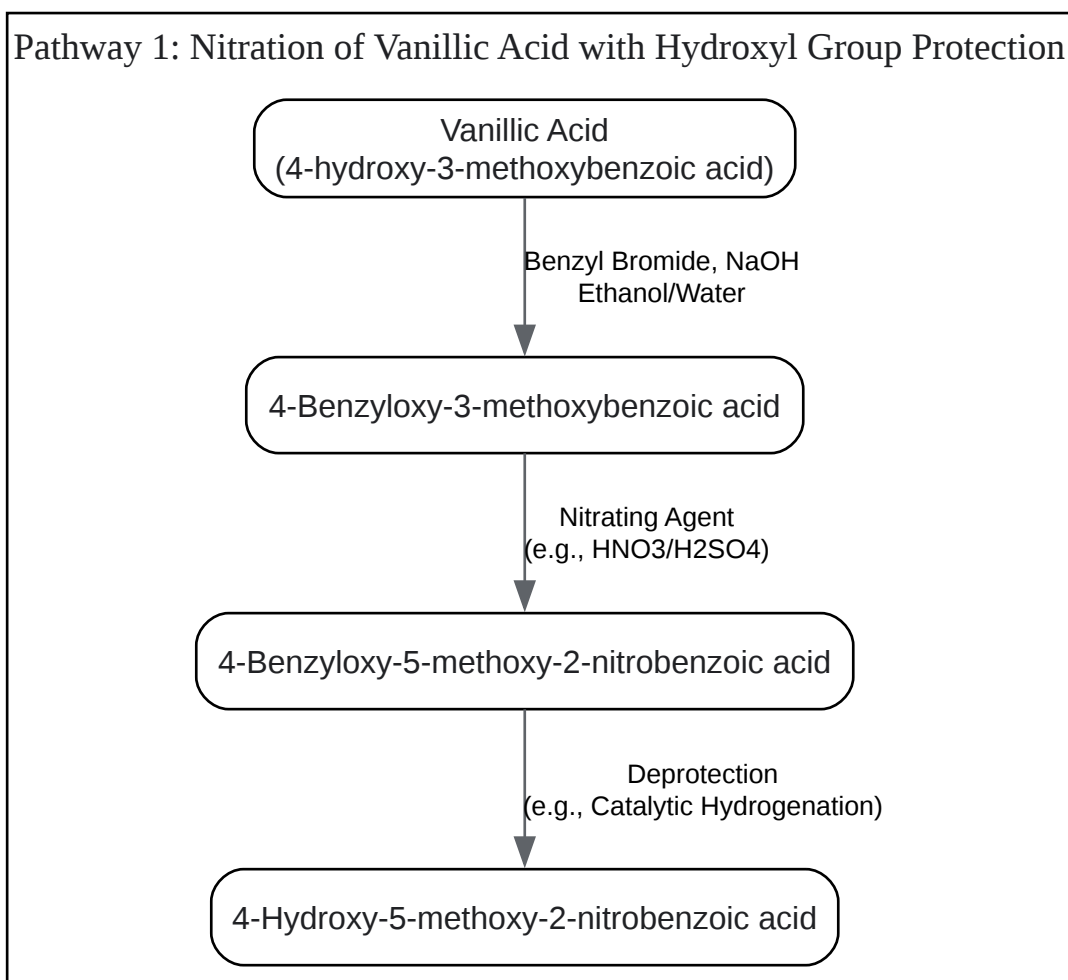 Pathway 1: Nitration of Vanillic Acid with Hydroxyl Group Protection
Vanillic Acid
(4-hydroxy-3-methoxybenzoic acid)
Benzyl Bromide, NaOH
Ethanol/Water
4-Benzyloxy-3-methoxybenzoic acid
Nitrating Agent
(e.g., HNO3/H2SO4)
4-Benzyloxy-5-methoxy-2-nitrobenzoic acid
Deprotection
(e.g., Catalytic Hydrogenation)
4-Hydroxy-5-methoxy-2-nitrobenzoic acid